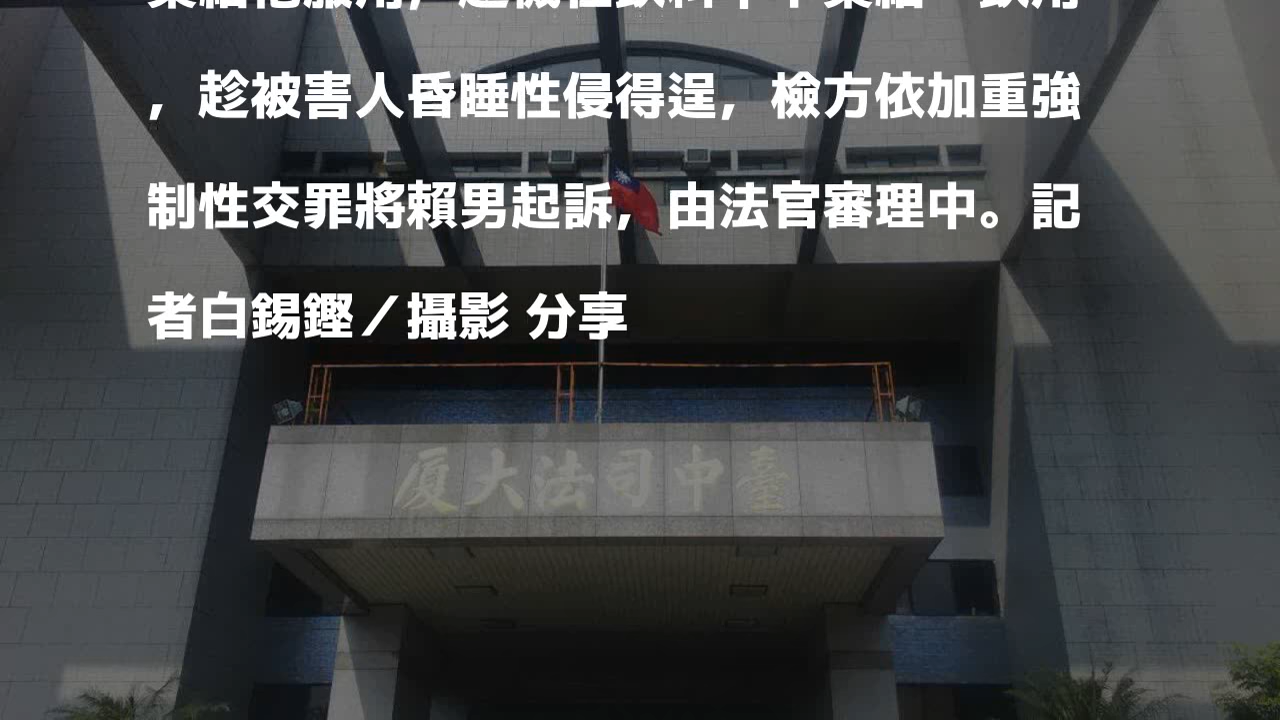 ，趁被害人昏睡性侵得逞，檢方依加重強
制性交罪將賴男起訴，由法官審理中。記
者白錫鏗／攝影 分享
廈大法司中臺